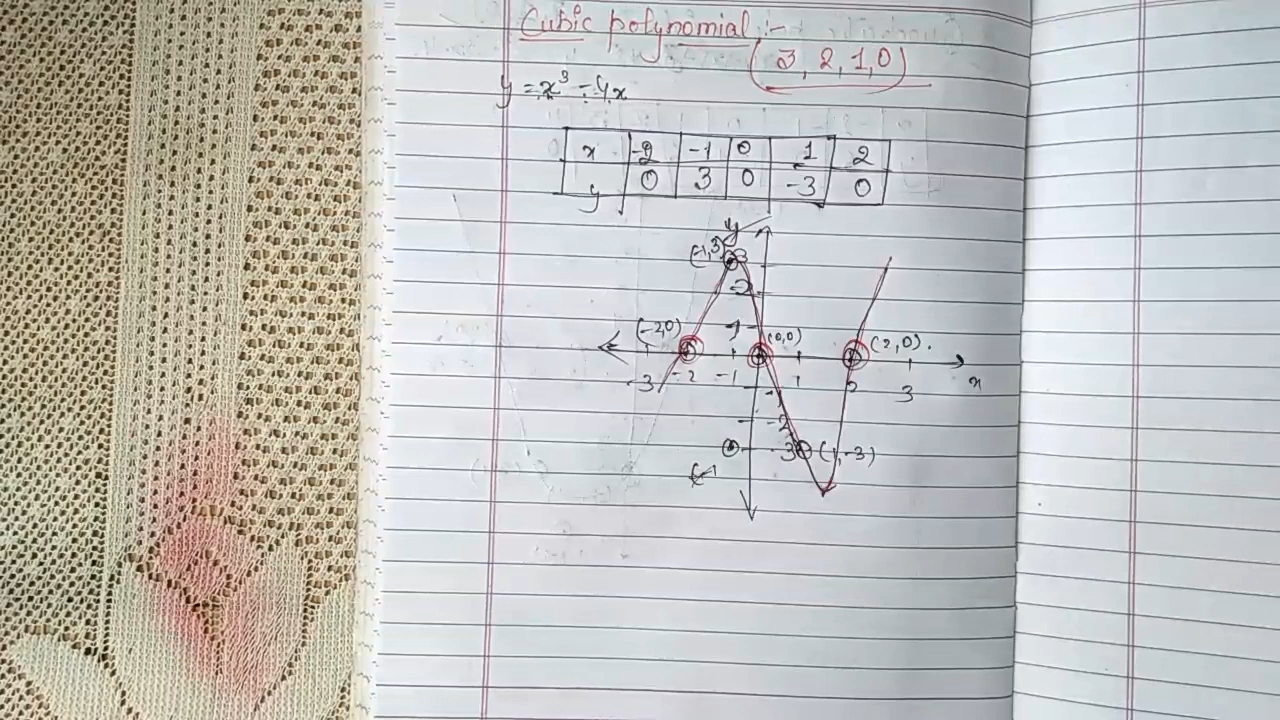 Cubic polynomial :-
(3, 2, 1, 0)
y = x³ - 4x
x -2 -1 0 1 2
y 0 3 0 -3 0
y
(-1,3) 3
2
(-2,0) 1 (0,0) (2,0).
-3 -2 -1 1 2 3 x
-1
-2
-3 (1,-3)